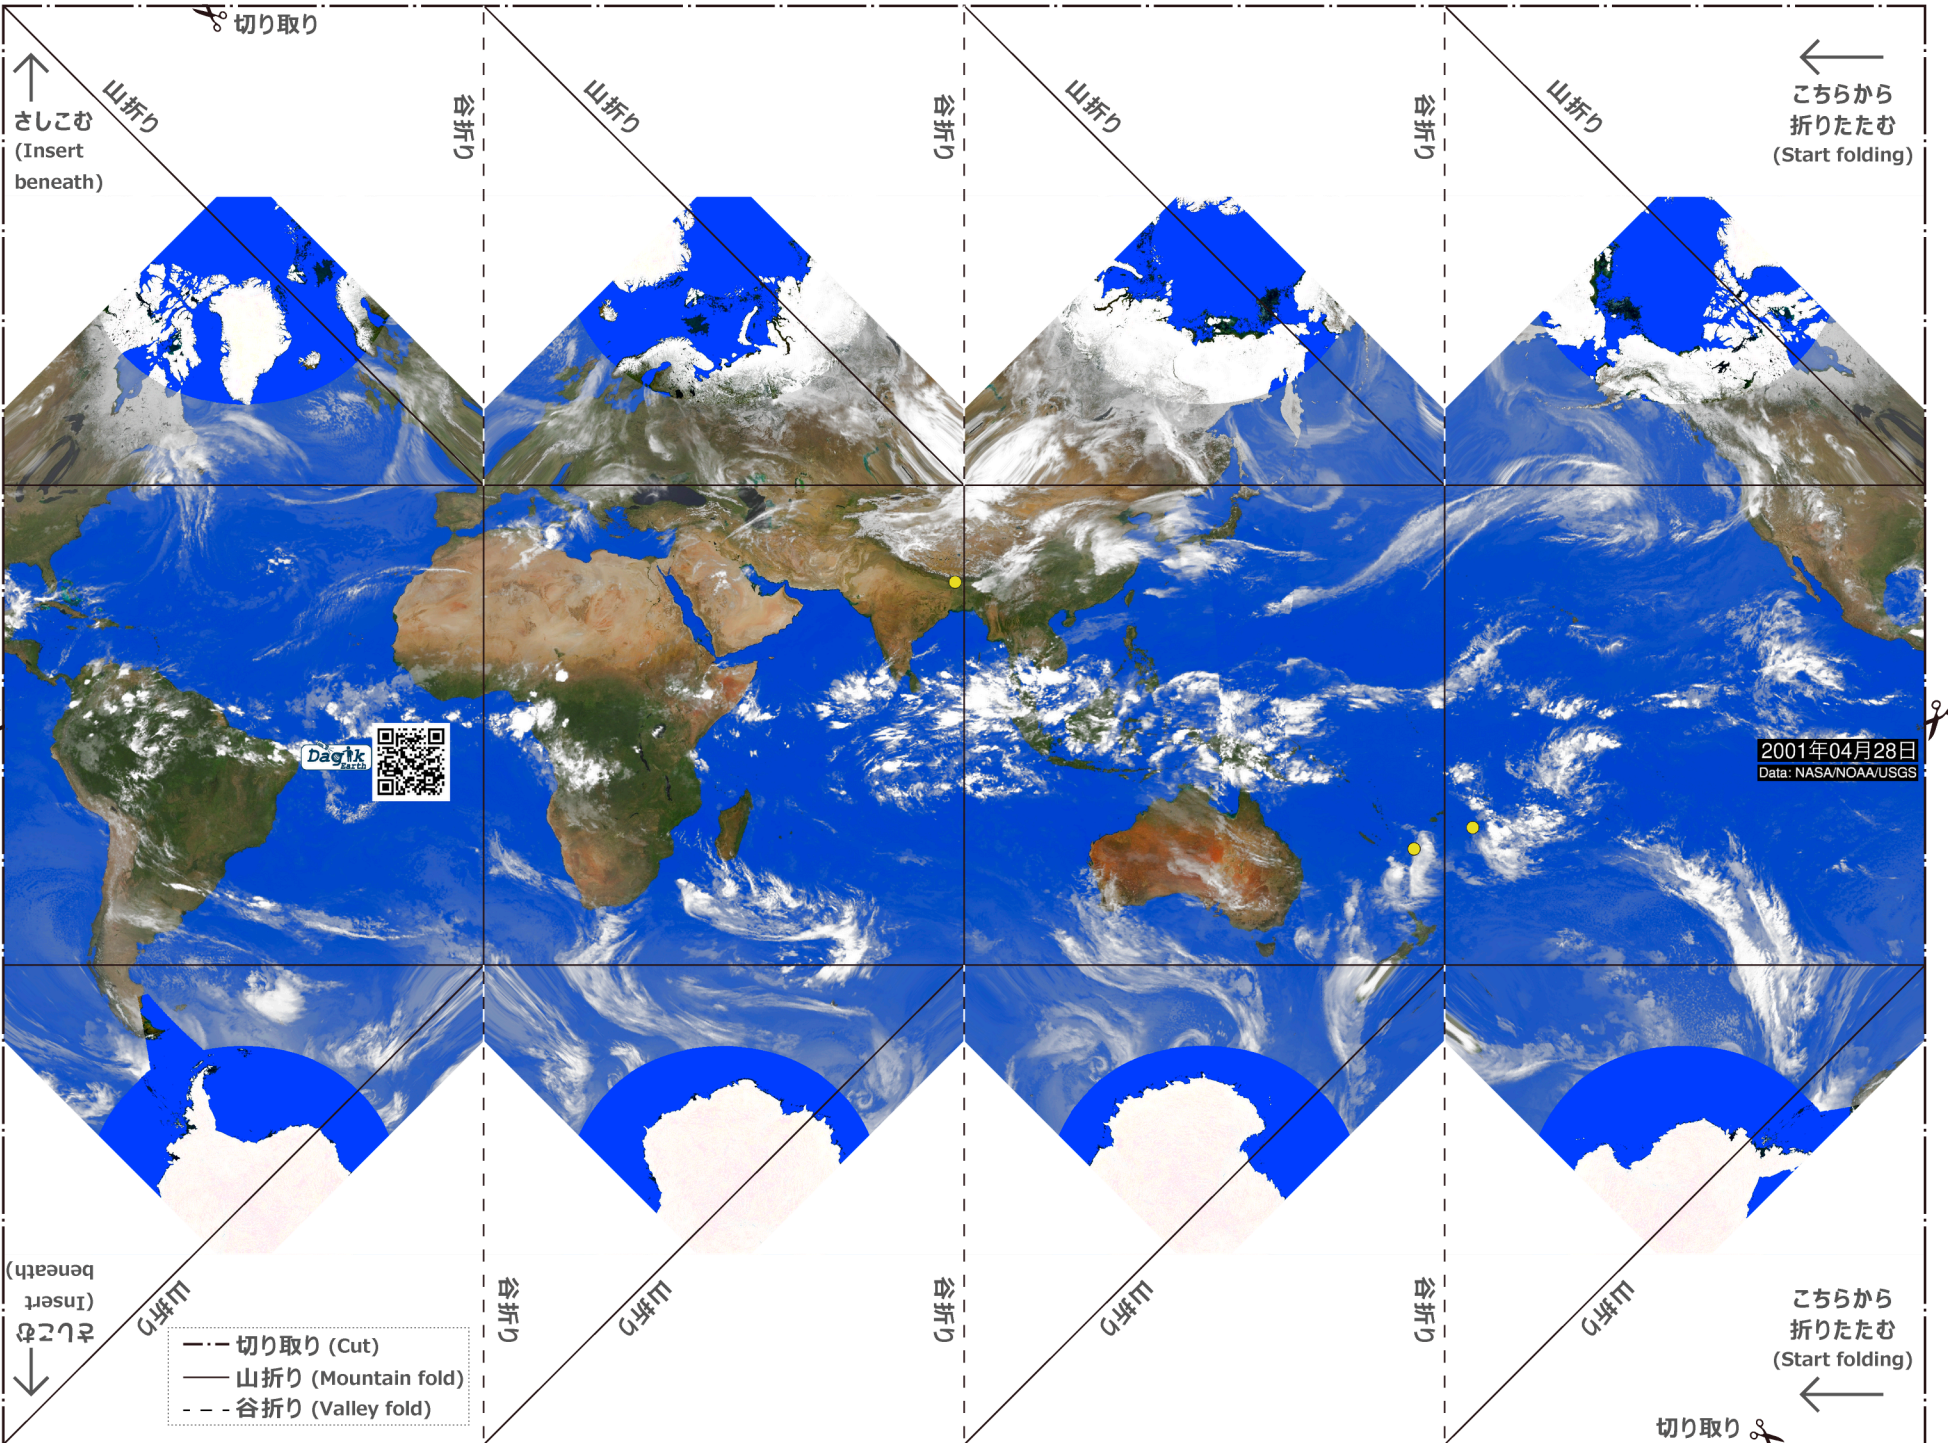 切り取り
山折り
谷折り
山折り
谷折り
山折り
谷折り
山折り
さしこむ
(Insert
beneath)
こちらから
折りたたむ
(Start folding)
Dagik
Earth
2001年04月28日
Data: NASA/NOAA/USGS
さしこむ
(Insert
beneath)
山折り
谷折り
山折り
谷折り
山折り
谷折り
山折り
こちらから
折りたたむ
(Start folding)
切り取り (Cut)
山折り (Mountain fold)
谷折り (Valley fold)
切り取り